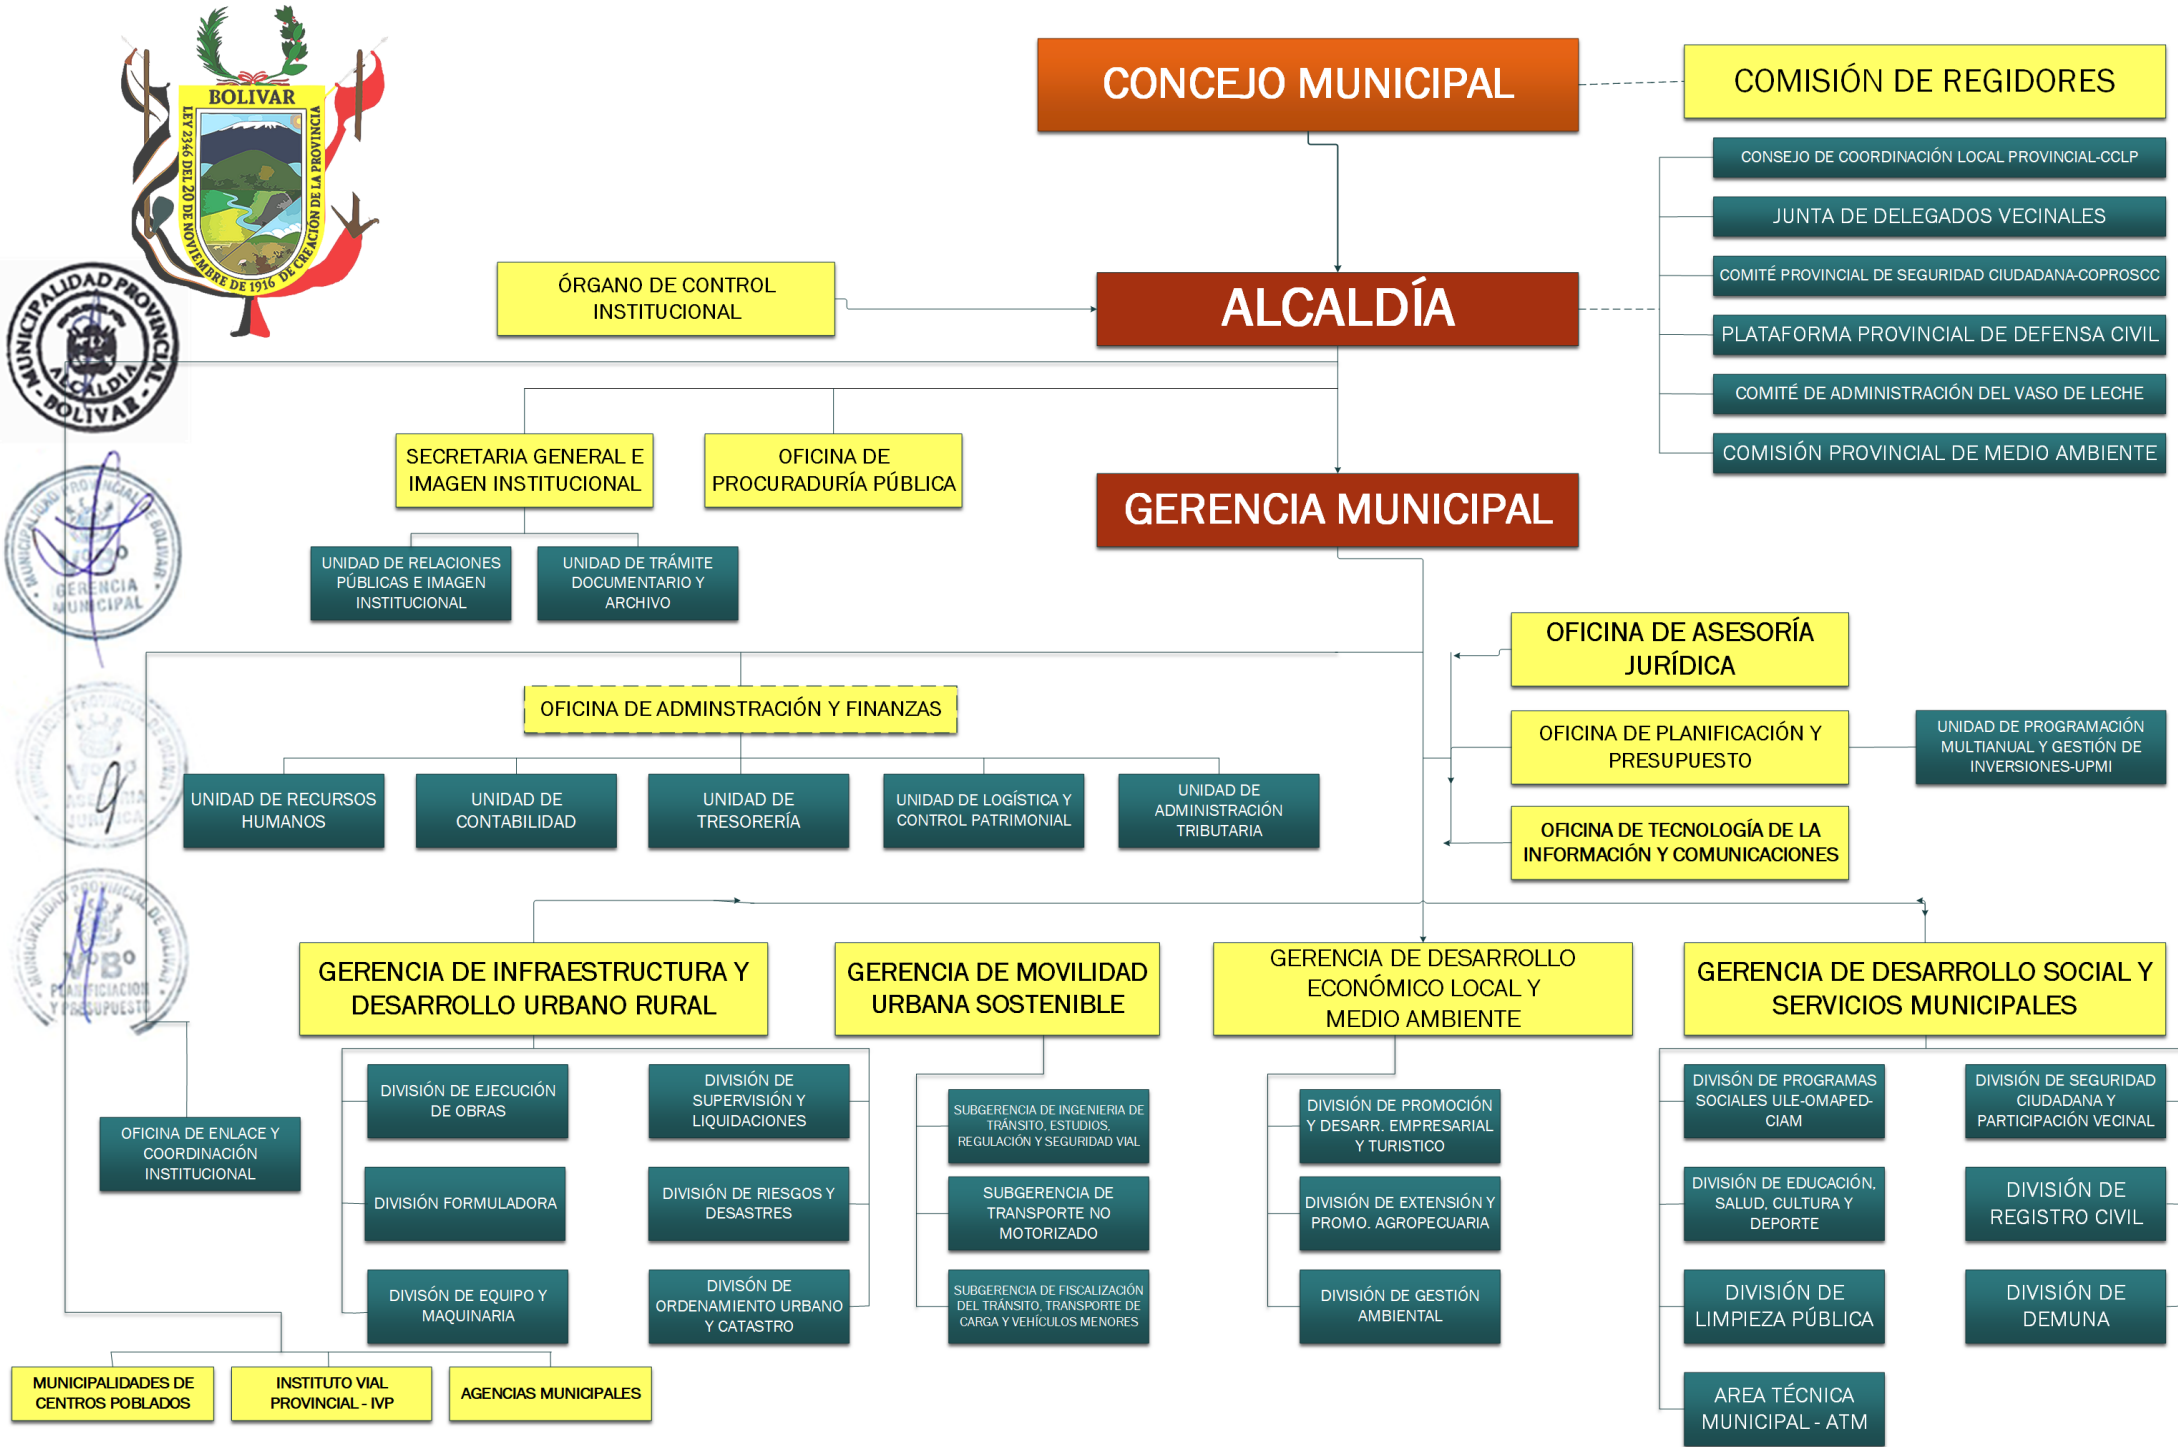 BOLIVAR
LEY 2346 DEL 20 DE NOVIEMBRE DE 1916 DE CREACIÓN DE LA PROVINCIA
CONCEJO MUNICIPAL
COMISIÓN DE REGIDORES
CONSEJO DE COORDINACIÓN LOCAL PROVINCIAL-CCLP
JUNTA DE DELEGADOS VECINALES
COMITÉ PROVINCIAL DE SEGURIDAD CIUDADANA-COPROSCC
PLATAFORMA PROVINCIAL DE DEFENSA CIVIL
COMITÉ DE ADMINISTRACIÓN DEL VASO DE LECHE
COMISIÓN PROVINCIAL DE MEDIO AMBIENTE
ÓRGANO DE CONTROL
INSTITUCIONAL
ALCALDÍA
MUNICIPALIDAD PROVINCIAL
ALCALDIA
- BOLIVAR -
SECRETARIA GENERAL E
IMAGEN INSTITUCIONAL
OFICINA DE
PROCURADURÍA PÚBLICA
GERENCIA MUNICIPAL
UNIDAD DE RELACIONES
PÚBLICAS E IMAGEN
INSTITUCIONAL
UNIDAD DE TRÁMITE
DOCUMENTARIO Y
ARCHIVO
MUNICIPALIDAD PROVINCIAL DE BOLIVAR
V°B°
GERENCIA
MUNICIPAL
OFICINA DE ASESORÍA
JURÍDICA
OFICINA DE ADMINSTRACIÓN Y FINANZAS
OFICINA DE PLANIFICACIÓN Y
PRESUPUESTO
UNIDAD DE PROGRAMACIÓN
MULTIANUAL Y GESTIÓN DE
INVERSIONES-UPMI
UNIDAD DE RECURSOS
HUMANOS
UNIDAD DE
CONTABILIDAD
UNIDAD DE
TRESORERÍA
UNIDAD DE LOGÍSTICA Y
CONTROL PATRIMONIAL
UNIDAD DE
ADMINISTRACIÓN
TRIBUTARIA
OFICINA DE TECNOLOGÍA DE LA
INFORMACIÓN Y COMUNICACIONES
MUNICIPALIDAD PROVINCIAL DE BOLIVAR
V°B°
PLANIFICIACION
Y PRESUPUESTO
GERENCIA DE INFRAESTRUCTURA Y
DESARROLLO URBANO RURAL
GERENCIA DE MOVILIDAD
URBANA SOSTENIBLE
GERENCIA DE DESARROLLO
ECONÓMICO LOCAL Y
MEDIO AMBIENTE
GERENCIA DE DESARROLLO SOCIAL Y
SERVICIOS MUNICIPALES
OFICINA DE ENLACE Y
COORDINACIÓN
INSTITUCIONAL
DIVISIÓN DE EJECUCIÓN
DE OBRAS
DIVISIÓN DE
SUPERVISIÓN Y
LIQUIDACIONES
DIVISIÓN FORMULADORA
DIVISIÓN DE RIESGOS Y
DESASTRES
DIVISÓN DE EQUIPO Y
MAQUINARIA
DIVISÓN DE
ORDENAMIENTO URBANO
Y CATASTRO
SUBGERENCIA DE INGENIERIA DE
TRÁNSITO, ESTUDIOS,
REGULACIÓN Y SEGURIDAD VIAL
SUBGERENCIA DE
TRANSPORTE NO
MOTORIZADO
SUBGERENCIA DE FISCALIZACIÓN
DEL TRÁNSITO, TRANSPORTE DE
CARGA Y VEHÍCULOS MENORES
DIVISIÓN DE PROMOCIÓN
Y DESARR. EMPRESARIAL
Y TURISTICO
DIVISIÓN DE EXTENSIÓN Y
PROMO. AGROPECUARIA
DIVISIÓN DE GESTIÓN
AMBIENTAL
DIVISÓN DE PROGRAMAS
SOCIALES ULE-OMAPED-
CIAM
DIVISIÓN DE SEGURIDAD
CIUDADANA Y
PARTICIPACIÓN VECINAL
DIVISIÓN DE EDUCACIÓN,
SALUD, CULTURA Y
DEPORTE
DIVISIÓN DE
REGISTRO CIVIL
DIVISIÓN DE
LIMPIEZA PÚBLICA
DIVISIÓN DE
DEMUNA
AREA TÉCNICA
MUNICIPAL - ATM
MUNICIPALIDADES DE
CENTROS POBLADOS
INSTITUTO VIAL
PROVINCIAL - IVP
AGENCIAS MUNICIPALES